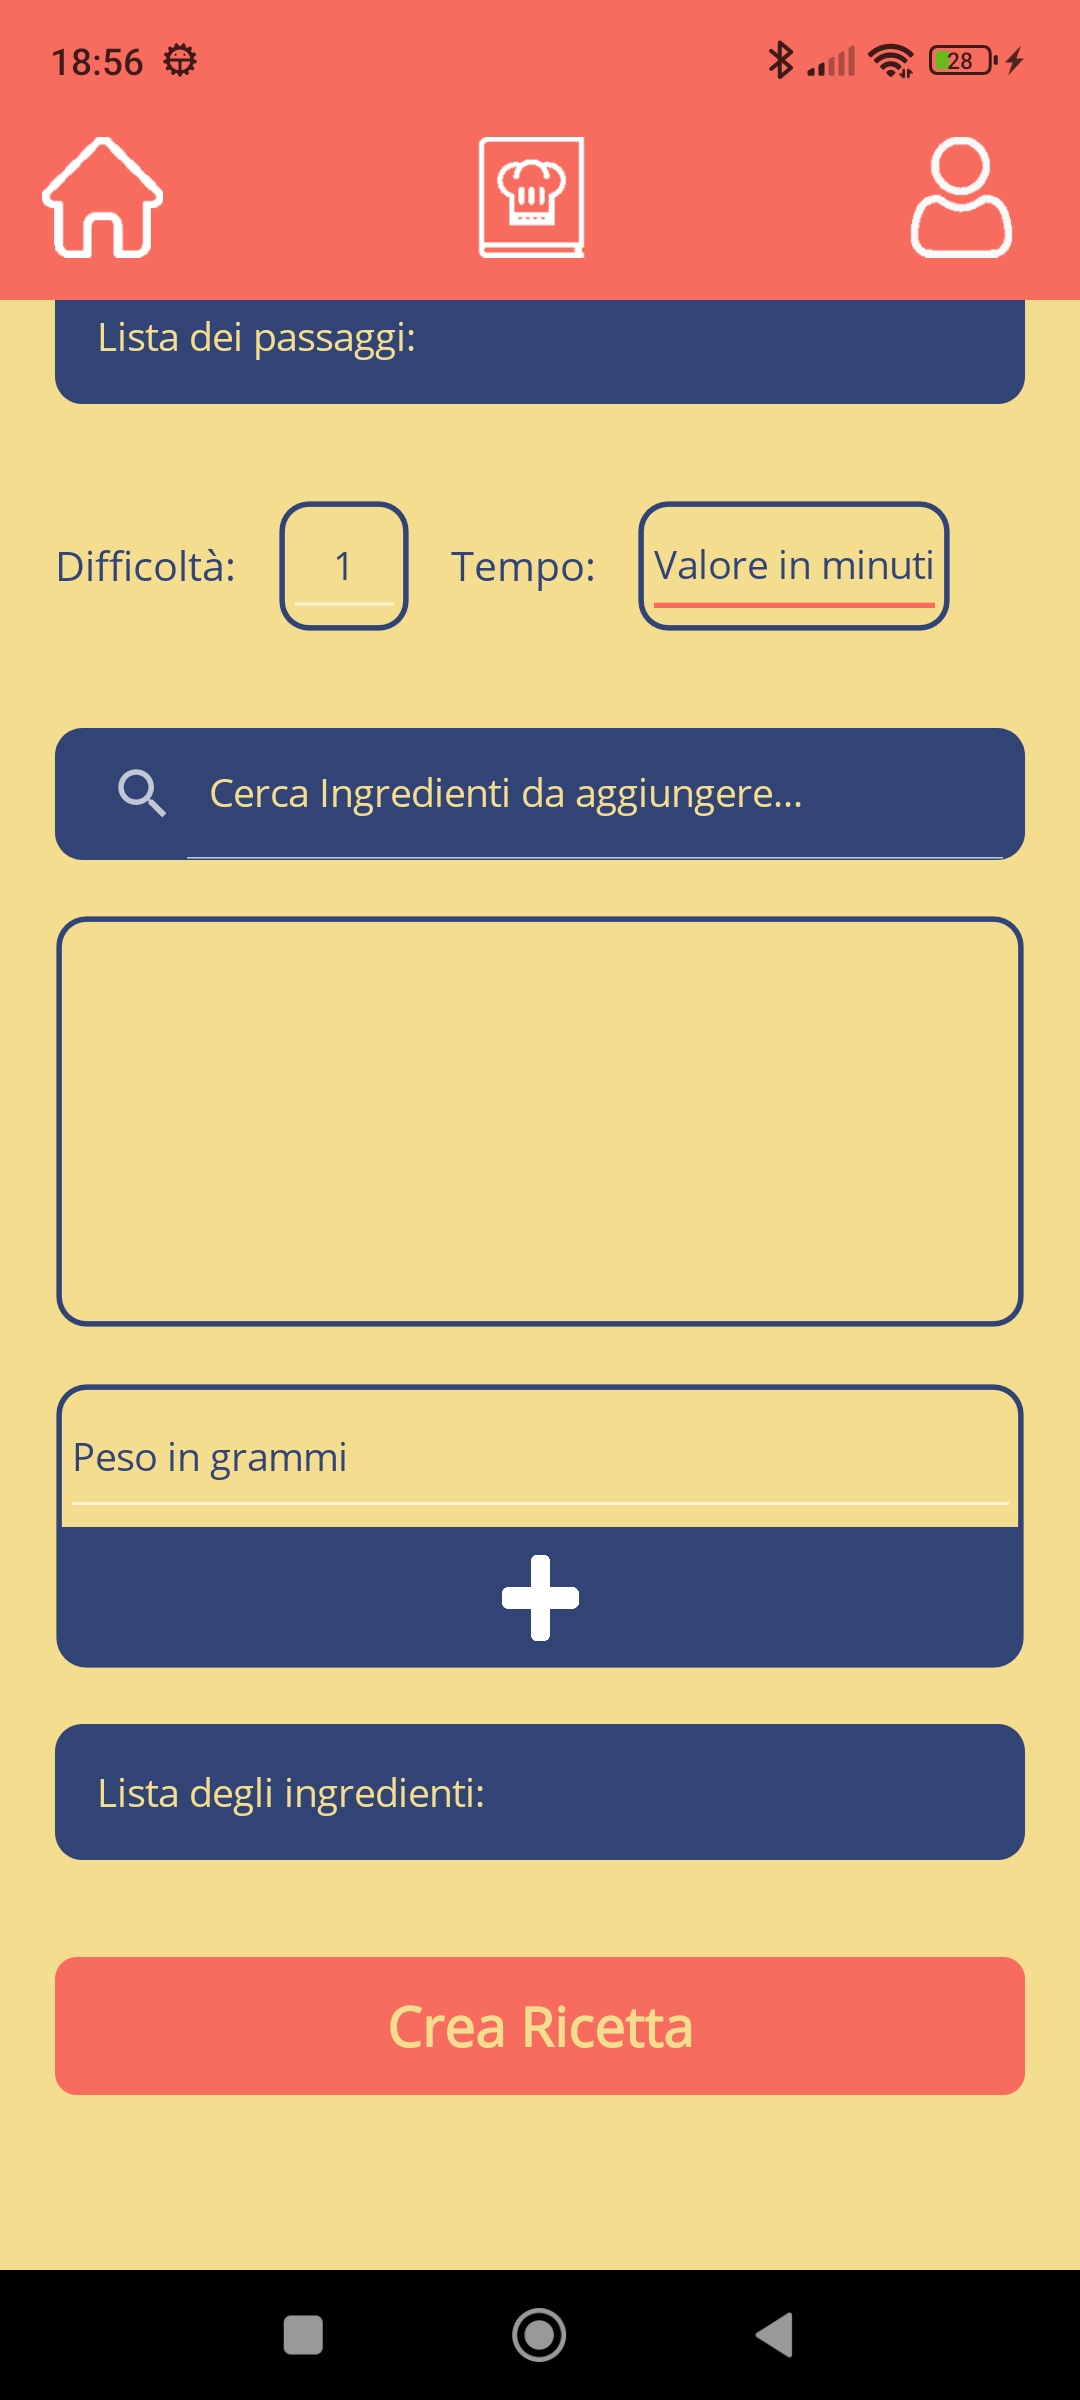 18:56
28
Lista dei passaggi:
Difficoltà: 1 Tempo: Valore in minuti
Cerca Ingredienti da aggiungere...
Peso in grammi
Lista degli ingredienti:
Crea Ricetta